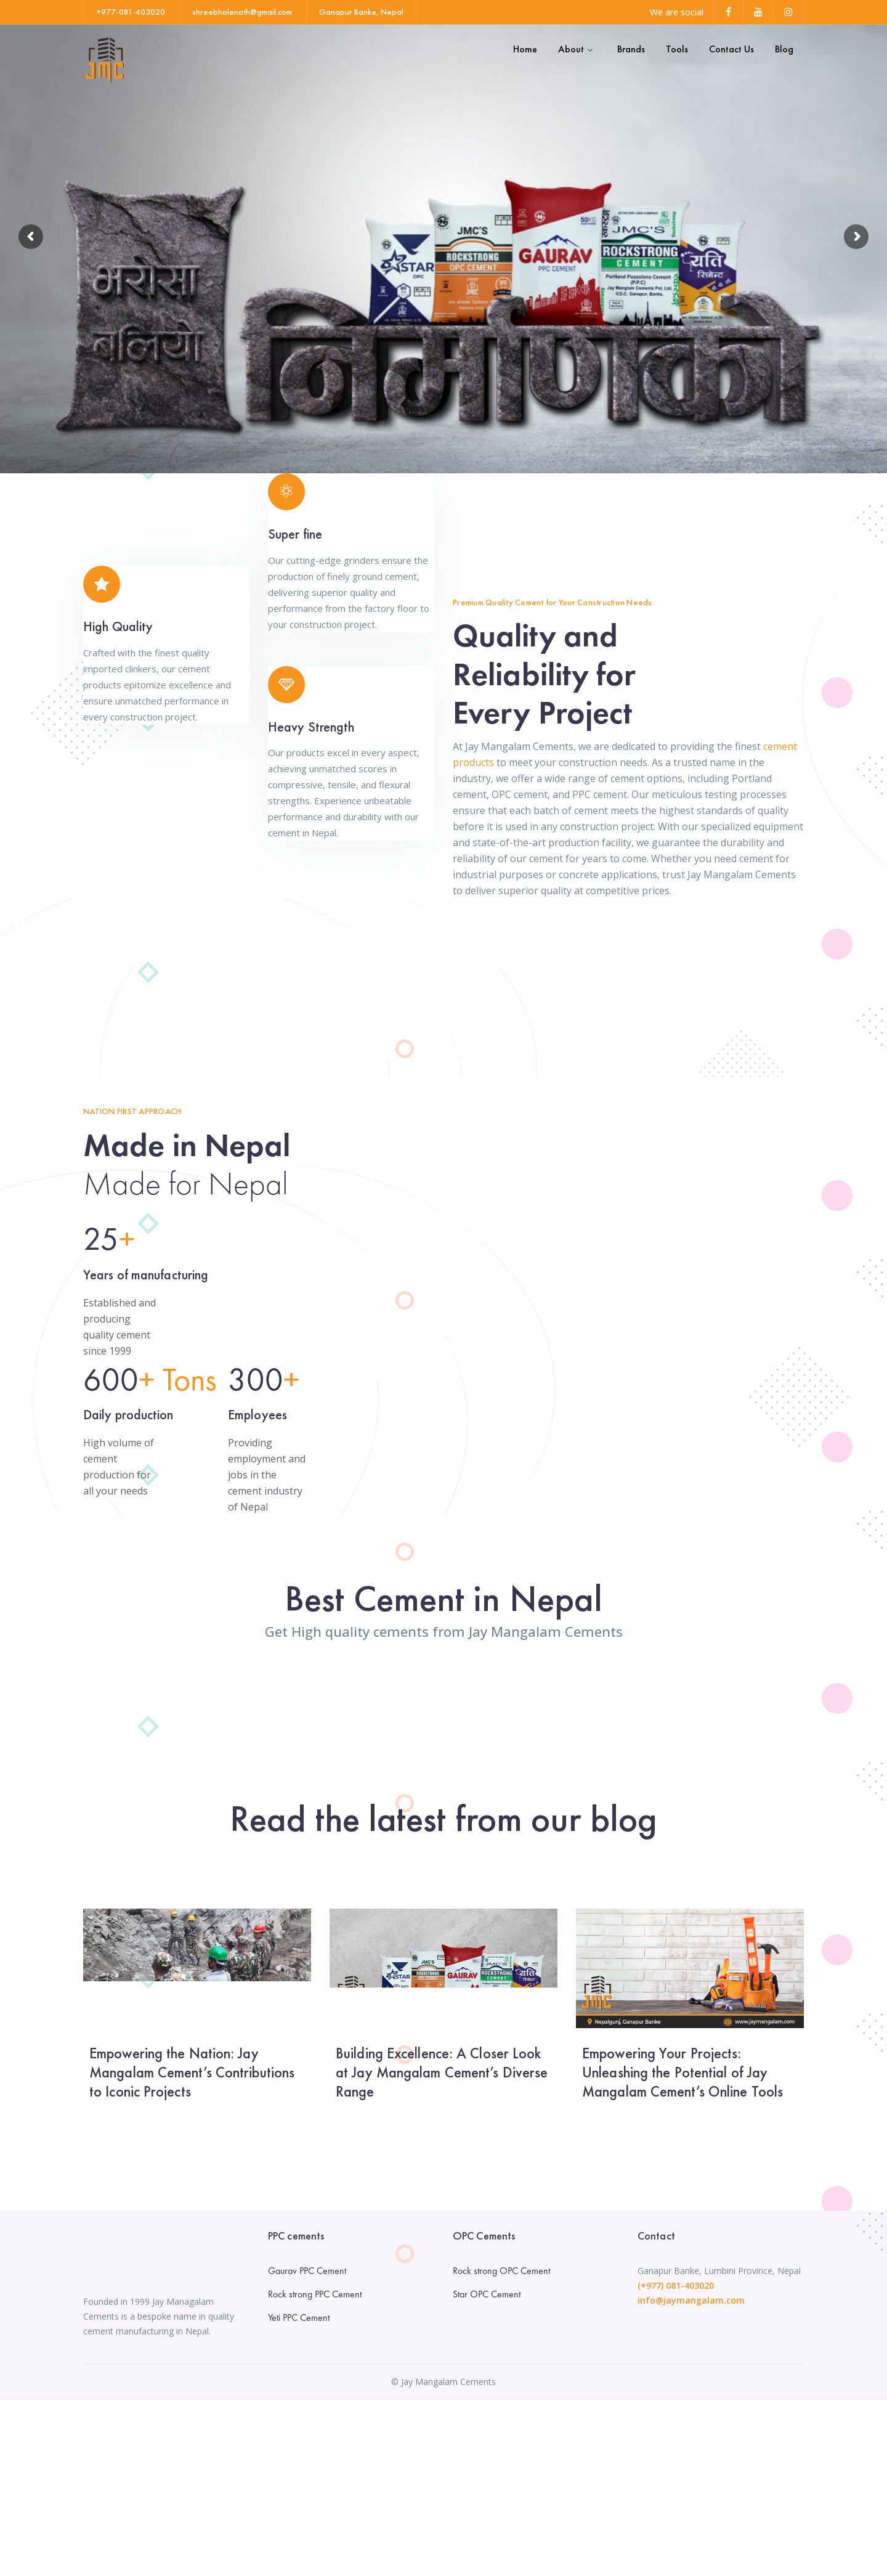 +977-081-403020
shreebholenath@gmail.com
Ganapur Banke, Nepal
We are social
JMC
Home
About
Brands
Tools
Contact Us
Blog
भरोसा
बलियो
निर्माणको
STAR
OPC
JMC'S
ROCKSTRONG
OPC CEMENT
50KG
GAURAV
PPC CEMENT
JMC'S
ROCKSTRONG
CEMENT
Portland Pozzolana Cement
(P.P.C)
यति
सिमेन्ट
Super fine
Our cutting-edge grinders ensure the
production of finely ground cement,
delivering superior quality and
performance from the factory floor to
your construction project.
High Quality
Crafted with the finest quality
imported clinkers, our cement
products epitomize excellence and
ensure unmatched performance in
every construction project.
Heavy Strength
Our products excel in every aspect,
achieving unmatched scores in
compressive, tensile, and flexural
strengths. Experience unbeatable
performance and durability with our
cement in Nepal.
Premium Quality Cement for Your Construction Needs
Quality and
Reliability for
Every Project
At Jay Mangalam Cements, we are dedicated to providing the finest cement
products to meet your construction needs. As a trusted name in the
industry, we offer a wide range of cement options, including Portland
cement, OPC cement, and PPC cement. Our meticulous testing processes
ensure that each batch of cement meets the highest standards of quality
before it is used in any construction project. With our specialized equipment
and state-of-the-art production facility, we guarantee the durability and
reliability of our cement for years to come. Whether you need cement for
industrial purposes or concrete applications, trust Jay Mangalam Cements
to deliver superior quality at competitive prices.
NATION FIRST APPROACH
Made in Nepal
Made for Nepal
25+
Years of manufacturing
Established and
producing
quality cement
since 1999
600+ Tons
Daily production
High volume of
cement
production for
all your needs
300+
Employees
Providing
employment and
jobs in the
cement industry
of Nepal
Best Cement in Nepal
Get High quality cements from Jay Mangalam Cements
Read the latest from our blog
STAR
ROCKSTRONG
GAURAV
ROCKSTRONG
CEMENT
यति
JMC
Nepalgunj, Ganapur Banke
www.jaymangalam.com
Empowering the Nation: Jay
Mangalam Cement's Contributions
to Iconic Projects
Building Excellence: A Closer Look
at Jay Mangalam Cement's Diverse
Range
Empowering Your Projects:
Unleashing the Potential of Jay
Mangalam Cement's Online Tools
Founded in 1999 Jay Managalam
Cements is a bespoke name in quality
cement manufacturing in Nepal.
PPC cements
Gaurav PPC Cement
Rock strong PPC Cement
Yeti PPC Cement
OPC Cements
Rock strong OPC Cement
Star OPC Cement
Contact
Ganapur Banke, Lumbini Province, Nepal
(+977) 081-403020
info@jaymangalam.com
© Jay Mangalam Cements